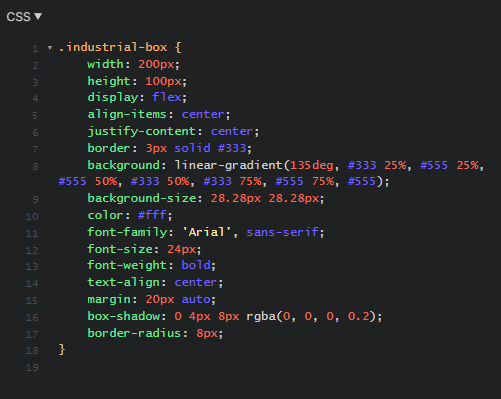 CSS ▼
1 ▾ .industrial-box {
2 width: 200px;
3 height: 100px;
4 display: flex;
5 align-items: center;
6 justify-content: center;
7 border: 3px solid #333;
8 background: linear-gradient(135deg, #333 25%, #555 25%,
#555 50%, #333 50%, #333 75%, #555 75%, #555);
9 background-size: 28.28px 28.28px;
10 color: #fff;
11 font-family: 'Arial', sans-serif;
12 font-size: 24px;
13 font-weight: bold;
14 text-align: center;
15 margin: 20px auto;
16 box-shadow: 0 4px 8px rgba(0, 0, 0, 0.2);
17 border-radius: 8px;
18 }
19